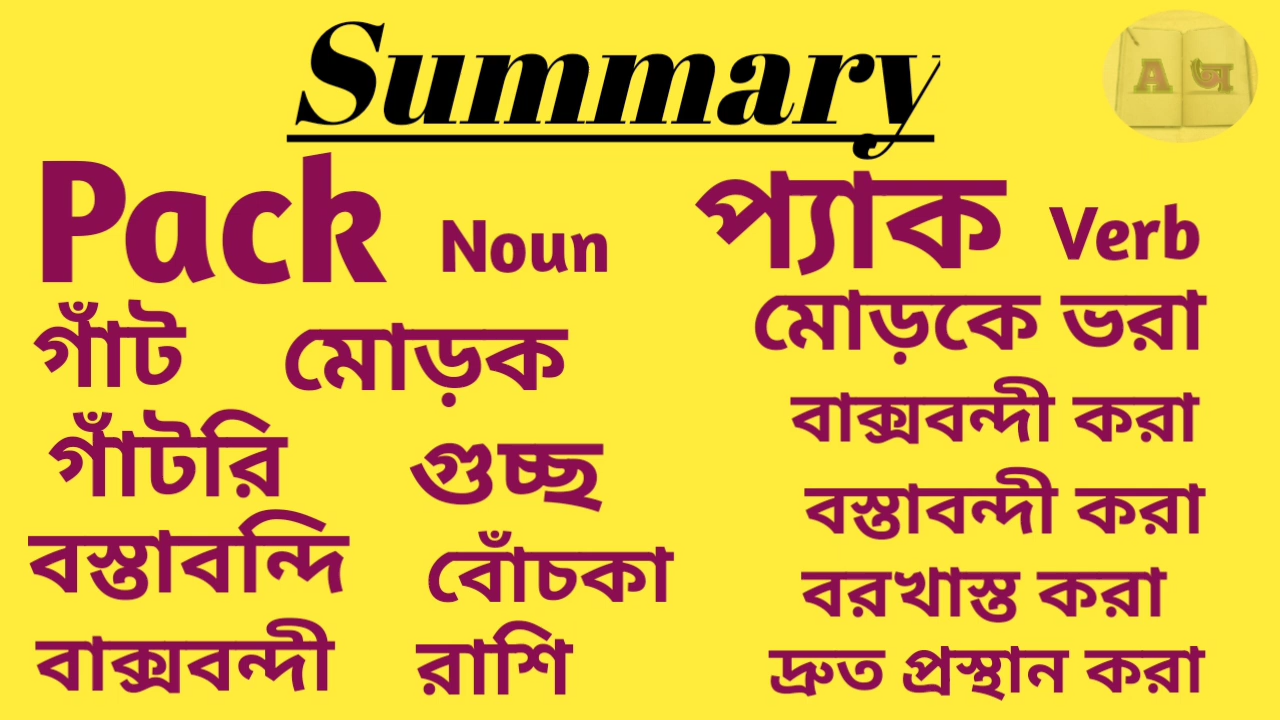 Summary
A অ
Pack Noun
প্যাক Verb
গাঁট মোড়ক
গাঁটরি গুচ্ছ
বস্তাবন্দি বোঁচকা
বাক্সবন্দী রাশি
মোড়কে ভরা
বাক্সবন্দী করা
বস্তাবন্দী করা
বরখাস্ত করা
দ্রুত প্রস্থান করা